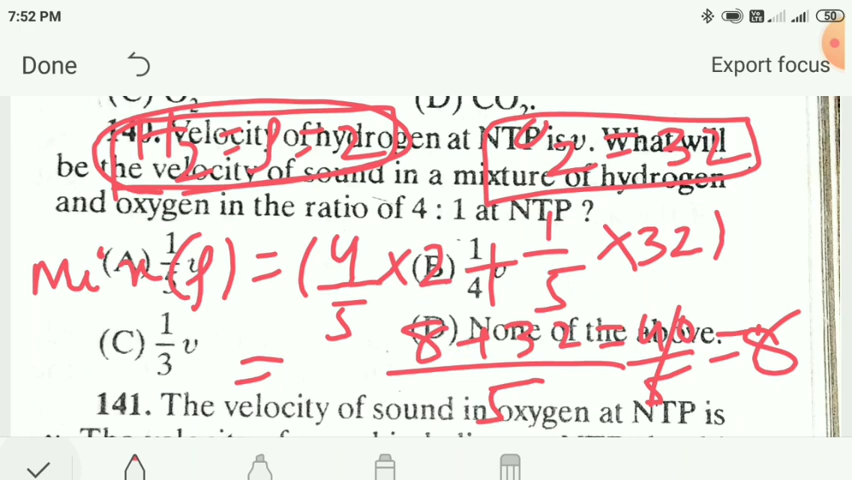 7:52 PM 50
Done Export focus
(C) O₂ (D) CO₂.
140. Velocity of hydrogen at NTP is v. What will
H₂ = ρ = 2 O₂ = 32
be the velocity of sound in a mixture of hydrogen
and oxygen in the ratio of 4 : 1 at NTP ?
(A) 1/5 v (B) 1/4 v
mix(ρ) = (4/5 × 2 + 1/5 × 32)
(C) 1/3 v (D) None of the above.
= 8 + 32 / 5 = 40 / 5 = 8
141. The velocity of sound in oxygen at NTP is